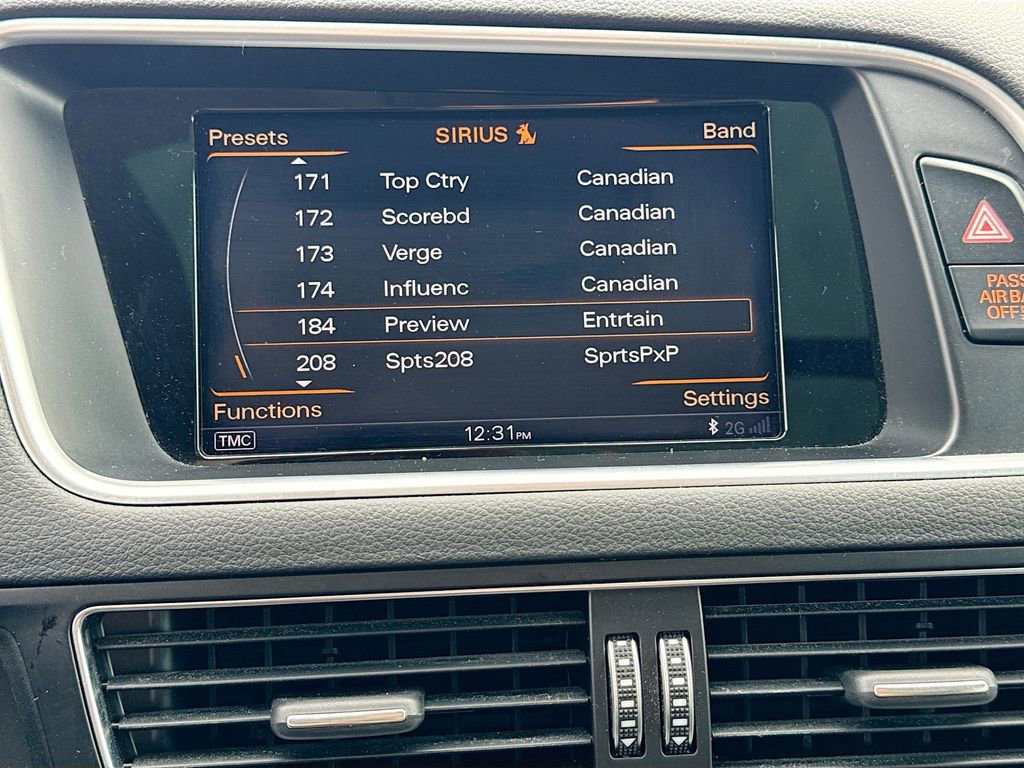 Presets SIRIUS Band
171 Top Ctry Canadian
172 Scorebd Canadian
173 Verge Canadian
174 Influenc Canadian
184 Preview Entrtain
208 Spts208 SprtsPxP
Functions Settings
TMC 12:31PM 2G
PASS
AIR BA
OFF